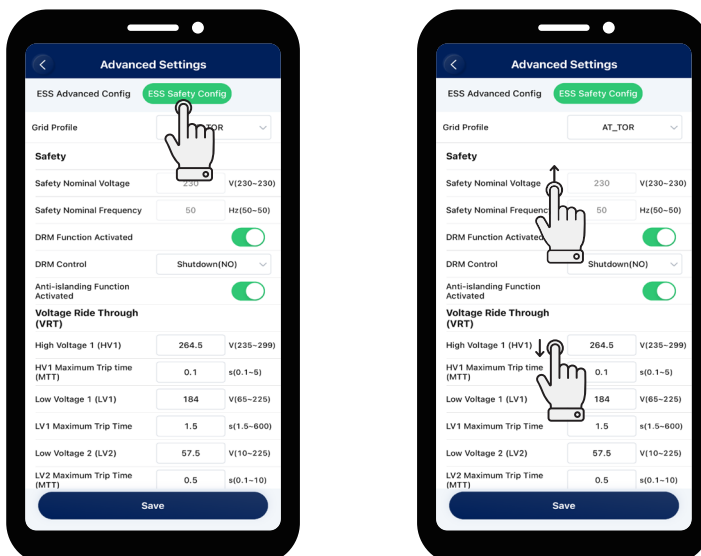 Advanced Settings
ESS Advanced Config ESS Safety Config
Grid Profile
Safety
Safety Nominal Voltage 230 V(230~230)
Safety Nominal Frequency 50 Hz(50~50)
DRM Function Activated
DRM Control Shutdown(NO)
Anti-islanding Function
Activated
Voltage Ride Through
(VRT)
High Voltage 1 (HV1) 264.5 V(235~299)
HV1 Maximum Trip time
(MTT) 0.1 s(0.1~5)
Low Voltage 1 (LV1) 184 V(65~225)
LV1 Maximum Trip Time 1.5 s(1.5~600)
Low Voltage 2 (LV2) 57.5 V(10~225)
LV2 Maximum Trip Time
(MTT) 0.5 s(0.1~10)
Save
Advanced Settings
ESS Advanced Config ESS Safety Config
Grid Profile AT_TOR
Safety
Safety Nominal Voltage 230 V(230~230)
Safety Nominal Frequency 50 Hz(50~50)
DRM Function Activated
DRM Control Shutdown(NO)
Anti-islanding Function
Activated
Voltage Ride Through
(VRT)
High Voltage 1 (HV1) 264.5 V(235~299)
HV1 Maximum Trip time
(MTT) 0.1 s(0.1~5)
Low Voltage 1 (LV1) 184 V(65~225)
LV1 Maximum Trip Time 1.5 s(1.5~600)
Low Voltage 2 (LV2) 57.5 V(10~225)
LV2 Maximum Trip Time
(MTT) 0.5 s(0.1~10)
Save